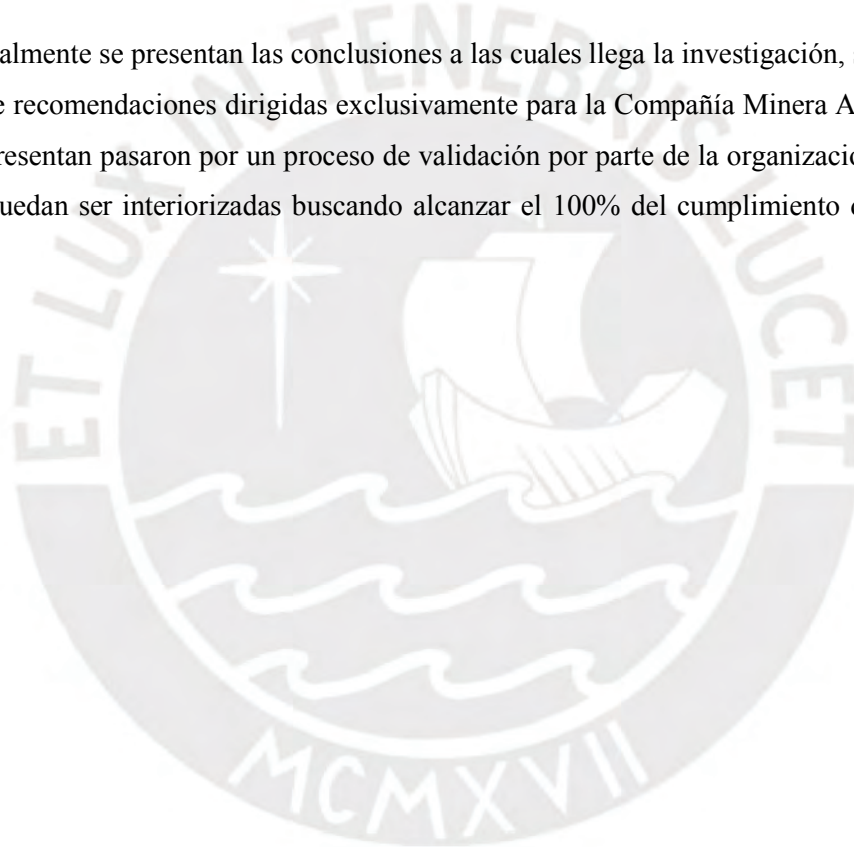 almente se presentan las conclusiones a las cuales llega la investigación,
e recomendaciones dirigidas exclusivamente para la Compañía Minera A
resentan pasaron por un proceso de validación por parte de la organizació
uedan ser interiorizadas buscando alcanzar el 100% del cumplimiento
ET LUX IN TENEBRIS LUCET
MCMXVII